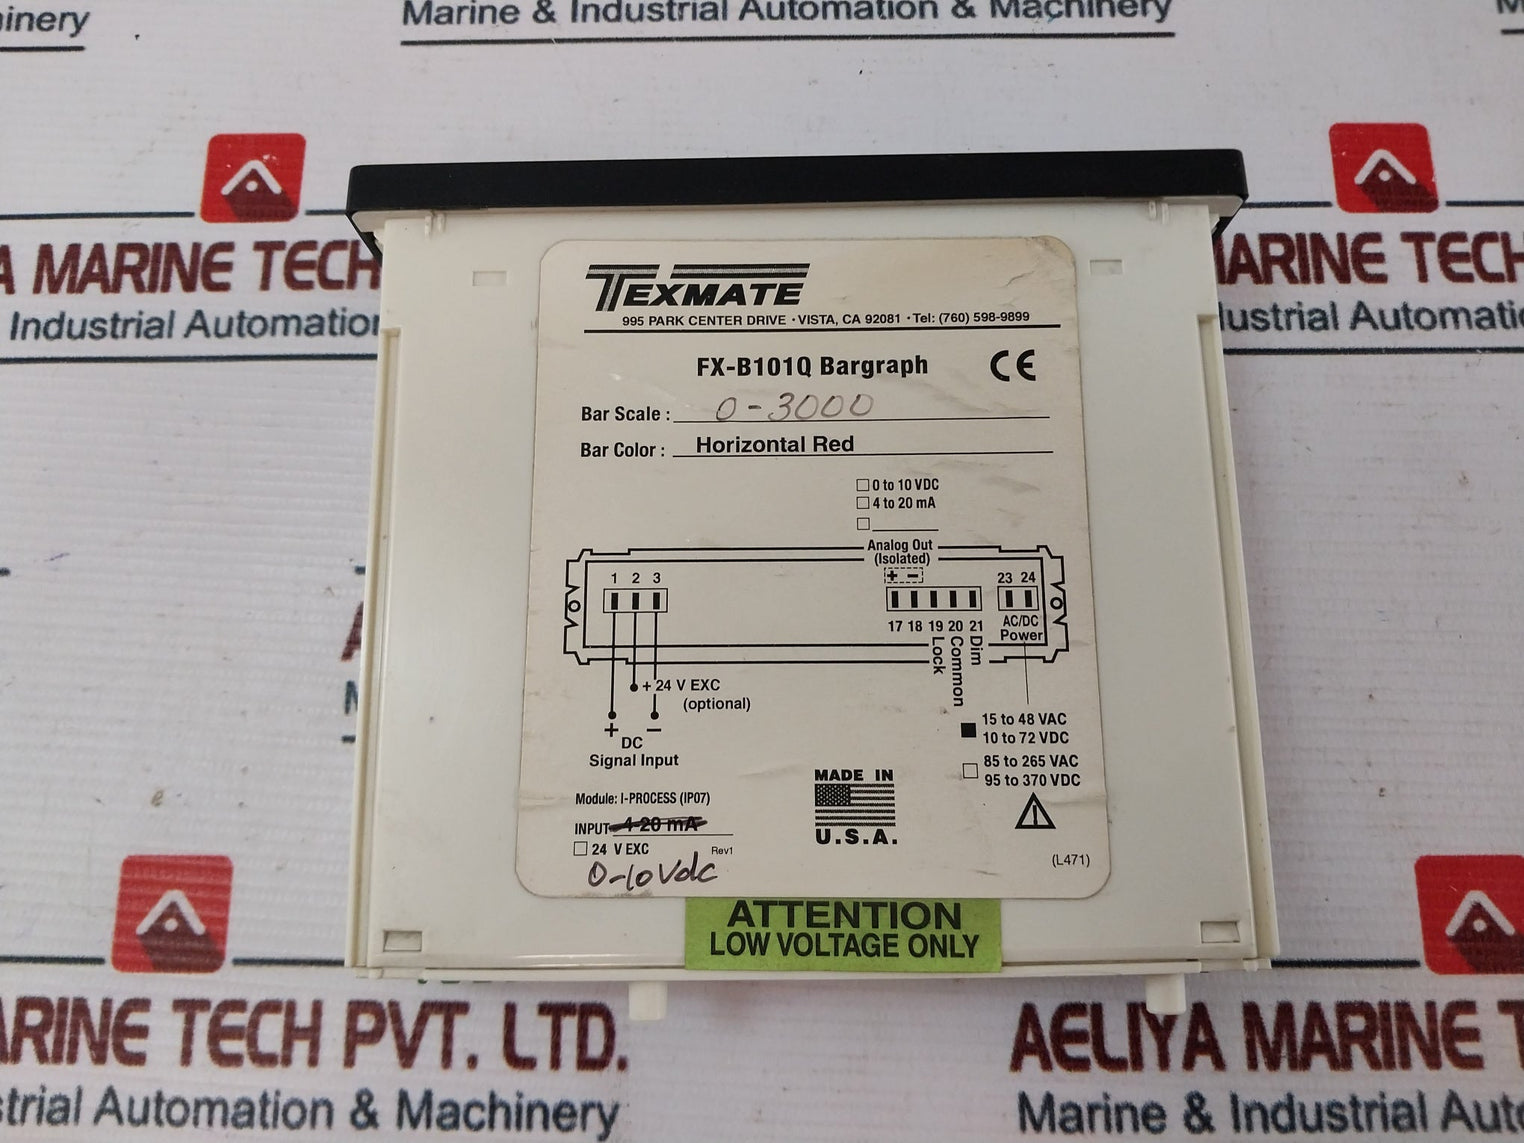 inery
Marine & Industrial Automation & Machinery
A MARINE TECH
Industrial Automation
ARINE TECH
dustrial Automatic
TEXMATE
995 PARK CENTER DRIVE · VISTA, CA 92081 · Tel: (760) 598-9899
FX-B101Q Bargraph CE
Bar Scale : 0-3000
Bar Color : Horizontal Red
0 to 10 VDC
4 to 20 mA
Analog Out
(Isolated)
+ −
1 2 3
23 24
17 18 19 20 21
AC/DC
Power
Lock
Common
Dim
+ 24 V EXC
(optional)
+ −
DC
Signal Input
15 to 48 VAC
10 to 72 VDC
85 to 265 VAC
95 to 370 VDC
Module: I-PROCESS (IP07)
INPUT 4-20 mA
24 V EXC Rev1
0-10Vdc
MADE IN
U.S.A.
(L471)
ATTENTION
LOW VOLTAGE ONLY
ARINE TECH PVT. LTD.
strial Automation & Machinery
AELIYA MARINE T
Marine & Industrial Auto